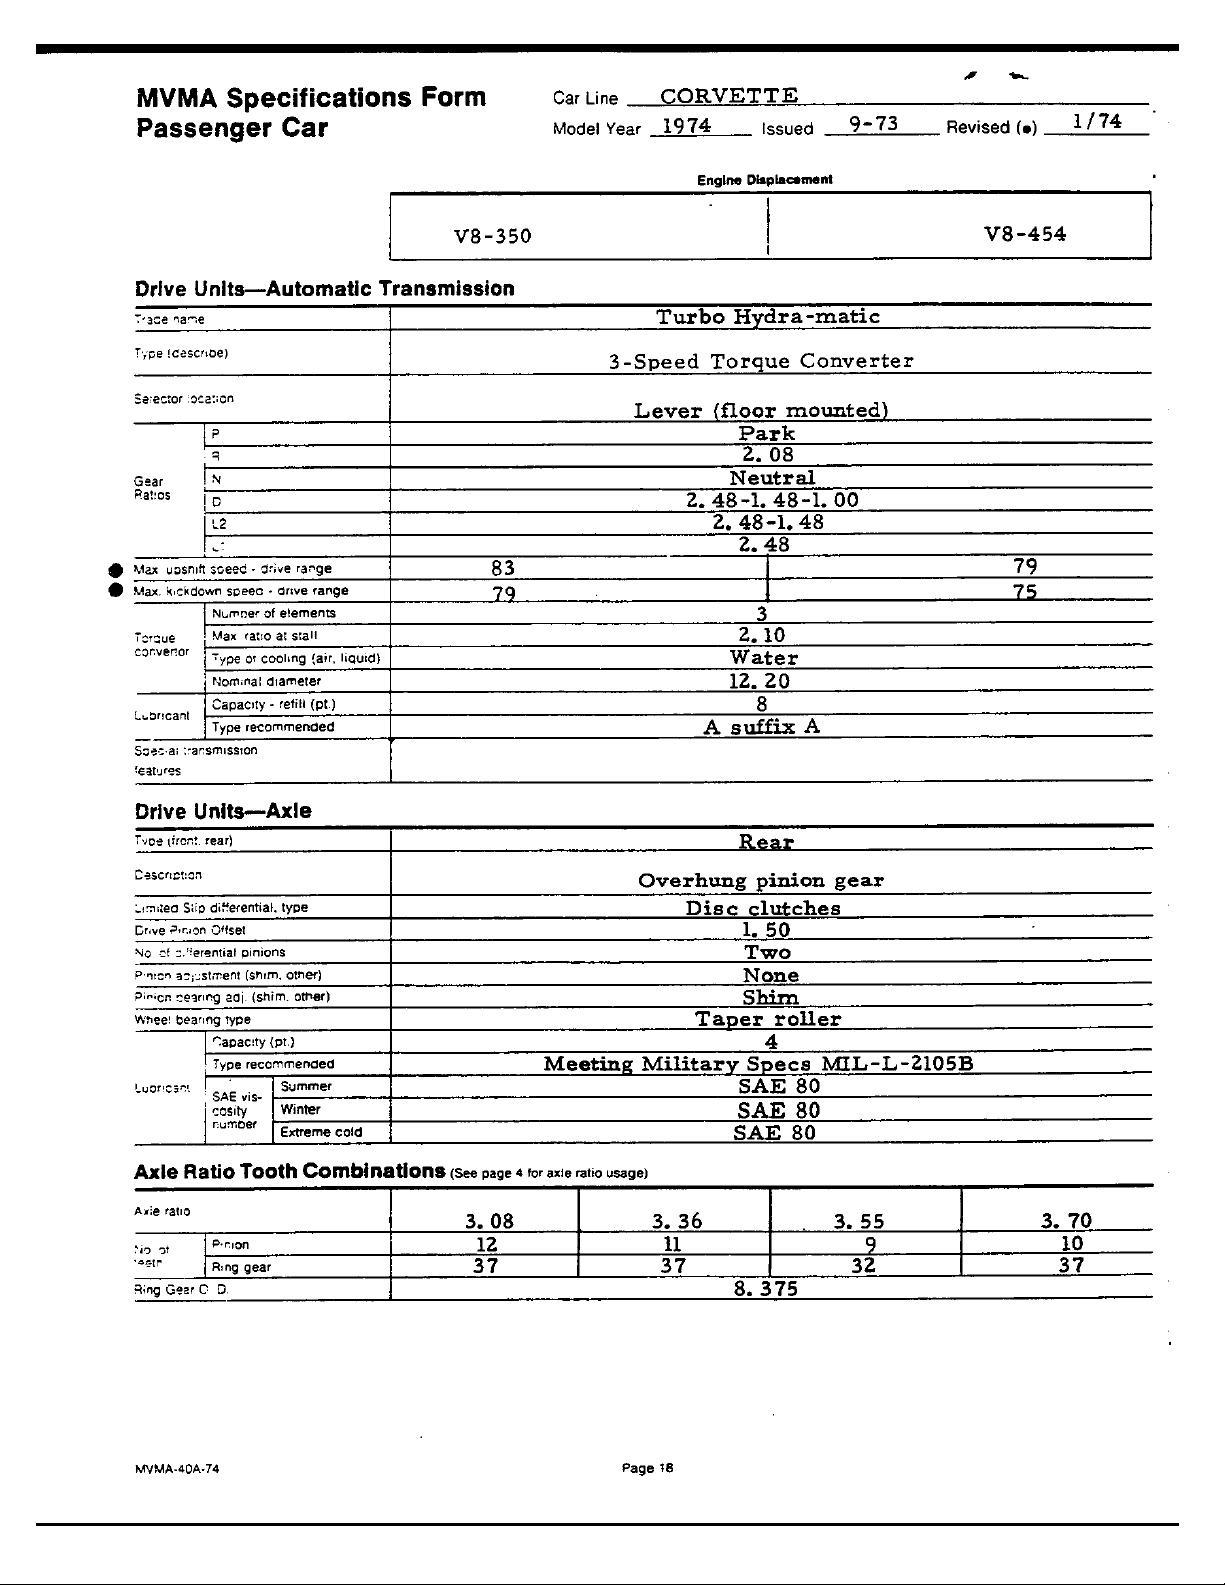 MVMA Specifications Form
Passenger Car
Car Line CORVETTE
Model Year 1974 Issued 9-73 Revised (●) 1/74
Engine Displacement
V8-350 V8-454
Drive Units—Automatic Transmission
Trade name Turbo Hydra-matic
Type (describe) 3-Speed Torque Converter
Selector location Lever (floor mounted)
Gear Ratios
P Park
R 2.08
N Neutral
D 2.48-1.48-1.00
L2 2.48-1.48
L1 2.48
● Max upshift speed - drive range 83 79
● Max. kickdown speed - drive range 79 75
Torque convertor
Number of elements 3
Max ratio at stall 2.10
Type of cooling (air, liquid) Water
Nominal diameter 12.20
Lubricant
Capacity - refill (pt.) 8
Type recommended A suffix A
Special transmission
features
Drive Units—Axle
Type (front, rear) Rear
Description Overhung pinion gear
Limited Slip differential, type Disc clutches
Drive Pinion Offset 1.50
No of differential pinions Two
Pinion adjustment (shim, other) None
Pinion bearing adj. (shim, other) Shim
Wheel bearing type Taper roller
Lubricant
Capacity (pt.) 4
Type recommended Meeting Military Specs MIL-L-2105B
SAE vis-
cosity
number
Summer SAE 80
Winter SAE 80
Extreme cold SAE 80
Axle Ratio Tooth Combinations (See page 4 for axle ratio usage)
Axle ratio 3.08 3.36 3.55 3.70
No of
teeth
Pinion 12 11 9 10
Ring gear 37 37 32 37
Ring Gear O.D. 8.375
MVMA-40A-74 Page 18